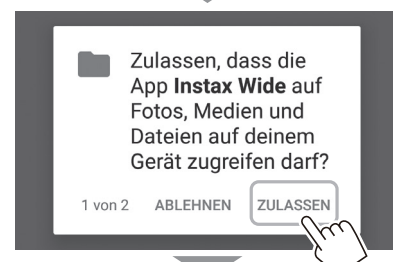 Zulassen, dass die
App Instax Wide auf
Fotos, Medien und
Dateien auf deinem
Gerät zugreifen darf?
1 von 2 ABLEHNEN ZULASSEN